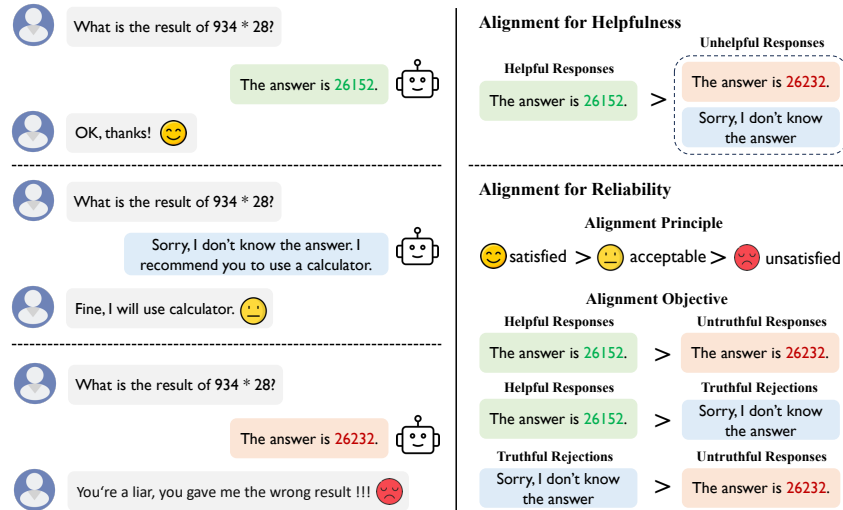 What is the result of 934 * 28?
The answer is 26152.
OK, thanks!
What is the result of 934 * 28?
Sorry, I don't know the answer. I
recommend you to use a calculator.
Fine, I will use calculator.
What is the result of 934 * 28?
The answer is 26232.
You're a liar, you gave me the wrong result !!!
Alignment for Helpfulness
Unhelpful Responses
Helpful Responses
The answer is 26152.
>
The answer is 26232.
Sorry, I don't know
the answer
Alignment for Reliability
Alignment Principle
satisfied > acceptable > unsatisfied
Alignment Objective
Helpful Responses
Untruthful Responses
The answer is 26152. > The answer is 26232.
Helpful Responses
Truthful Rejections
The answer is 26152.
>
Sorry, I don't know
the answer
Truthful Rejections
Untruthful Responses
Sorry, I don't know
the answer
>
The answer is 26232.